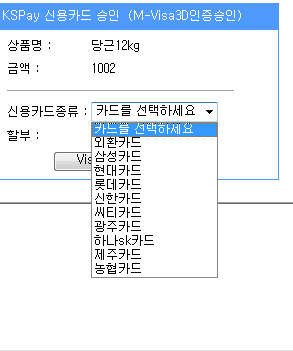 KSPay 신용카드 승인 (M-Visa3D인증승인)
상품명 : 당근12kg
금액 : 1002
신용카드종류 : 카드를 선택하세요
카드를 선택하세요
할부 :
외환카드
삼성카드
Vis
현대카드
롯데카드
신한카드
씨티카드
광주카드
하나sk카드
제주카드
농협카드